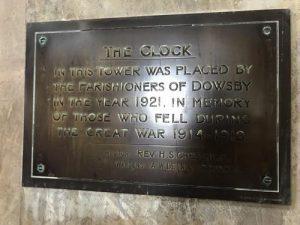 THE CLOCK
IN THIS TOWER WAS PLACED BY
THE PARISHIONERS OF DOWSBY
IN THE YEAR 1921, IN MEMORY
OF THOSE WHO FELL DURING
THE GREAT WAR 1914-1919
REV. H. S.